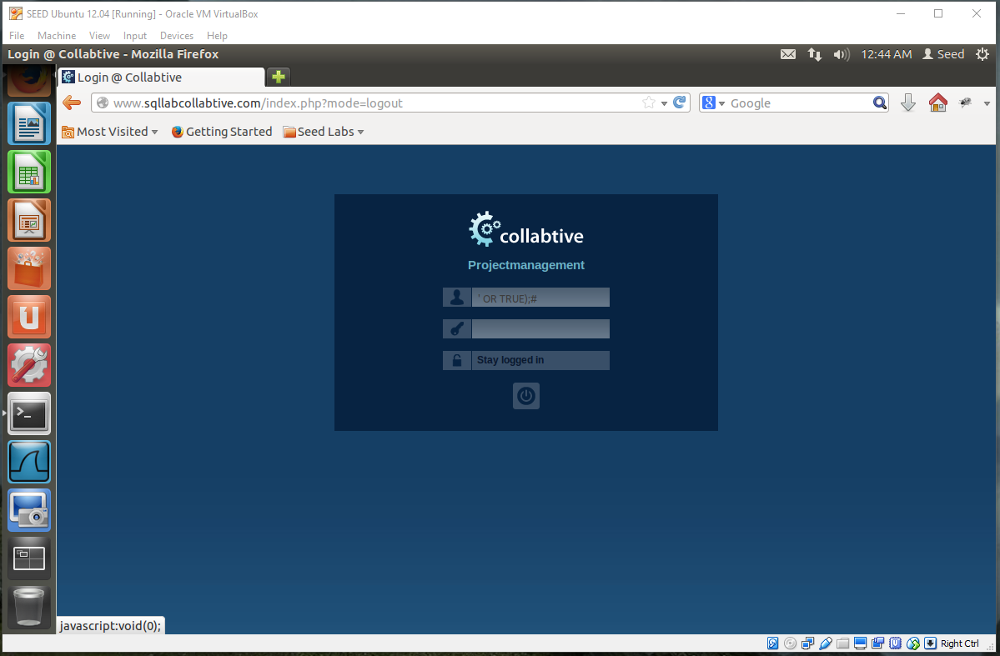 SEED Ubuntu 12.04 [Running] - Oracle VM VirtualBox
File Machine View Input Devices Help
Login @ Collabtive - Mozilla Firefox 12:44 AM Seed
Login @ Collabtive
www.sqllabcollabtive.com/index.php?mode=logout 8 Google
Most Visited Getting Started Seed Labs
collabtive
Projectmanagement
' OR TRUE);#
Stay logged in
javascript:void(0);
Right Ctrl